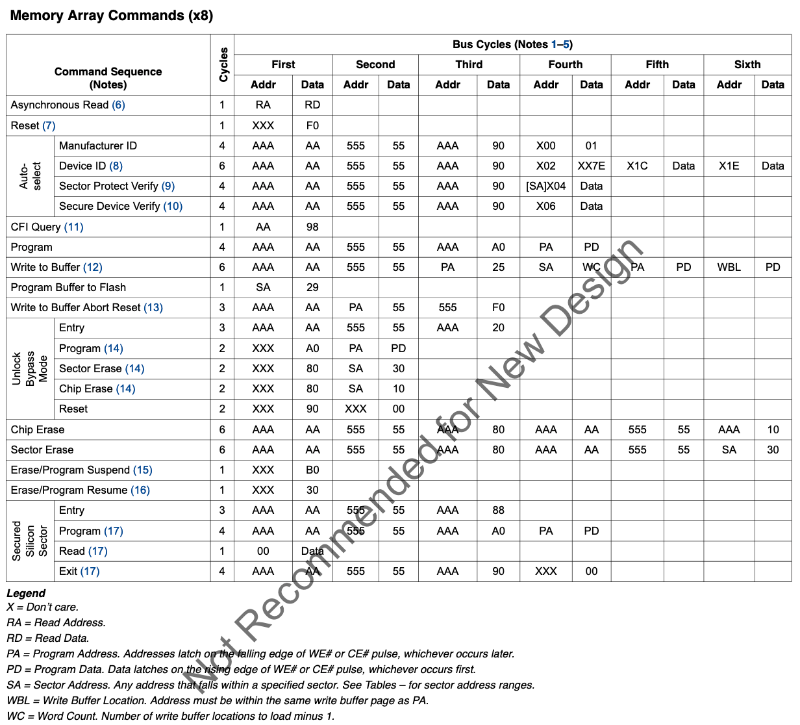 Memory Array Commands (x8)
Command Sequence (Notes) Cycles Bus Cycles (Notes 1–5)
First Second Third Fourth Fifth Sixth
Addr Data Addr Data Addr Data Addr Data Addr Data Addr Data
Asynchronous Read (6) 1 RA RD
Reset (7) 1 XXX F0
Auto-select
Manufacturer ID 4 AAA AA 555 55 AAA 90 X00 01
Device ID (8) 6 AAA AA 555 55 AAA 90 X02 XX7E X1C Data X1E Data
Sector Protect Verify (9) 4 AAA AA 555 55 AAA 90 [SA]X04 Data
Secure Device Verify (10) 4 AAA AA 555 55 AAA 90 X06 Data
CFI Query (11) 1 AA 98
Program 4 AAA AA 555 55 AAA A0 PA PD
Write to Buffer (12) 6 AAA AA 555 55 PA 25 SA WC PA PD WBL PD
Program Buffer to Flash 1 SA 29
Write to Buffer Abort Reset (13) 3 AAA AA PA 55 555 F0
Unlock Bypass Mode
Entry 3 AAA AA 555 55 AAA 20
Program (14) 2 XXX A0 PA PD
Sector Erase (14) 2 XXX 80 SA 30
Chip Erase (14) 2 XXX 80 SA 10
Reset 2 XXX 90 XXX 00
Chip Erase 6 AAA AA 555 55 AAA 80 AAA AA 555 55 AAA 10
Sector Erase 6 AAA AA 555 55 AAA 80 AAA AA 555 55 SA 30
Erase/Program Suspend (15) 1 XXX B0
Erase/Program Resume (16) 1 XXX 30
Secured Silicon Sector
Entry 3 AAA AA 555 55 AAA 88
Program (17) 4 AAA AA 555 55 AAA A0 PA PD
Read (17) 1 00 Data
Exit (17) 4 AAA AA 555 55 AAA 90 XXX 00
Legend
X = Don't care.
RA = Read Address.
RD = Read Data.
PA = Program Address. Addresses latch on the falling edge of WE# or CE# pulse, whichever occurs later.
PD = Program Data. Data latches on the rising edge of WE# or CE# pulse, whichever occurs first.
SA = Sector Address. Any address that falls within a specified sector. See Tables – for sector address ranges.
WBL = Write Buffer Location. Address must be within the same write buffer page as PA.
WC = Word Count. Number of write buffer locations to load minus 1.
Not Recommended for New Design